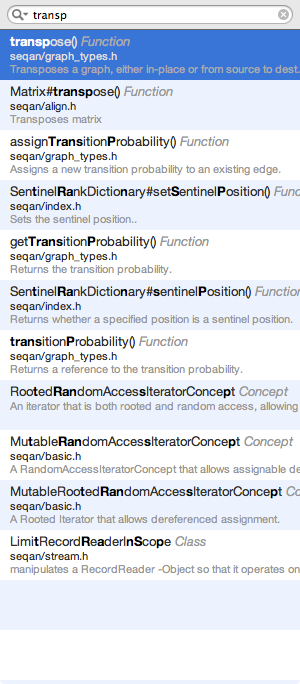 transp
transpose() Function
seqan/graph_types.h
Transposes a graph, either in-place or from source to dest.
Matrix#transpose() Function
seqan/align.h
Transposes matrix
assignTransitionProbability() Function
seqan/graph_types.h
Assigns a new transition probability to an existing edge.
SentinelRankDictionary#setSentinelPosition() Func
seqan/index.h
Sets the sentinel position..
getTransitionProbability() Function
seqan/graph_types.h
Returns the transition probability.
SentinelRankDictionary#sentinelPosition() Function
seqan/index.h
Returns whether a specified position is a sentinel position.
transitionProbability() Function
seqan/graph_types.h
Returns a reference to the transition probability.
RootedRandomAccessIteratorConcept Concept
An iterator that is both rooted and random access, allowing
MutableRandomAccessIteratorConcept Concept
seqan/basic.h
A RandomAccessIteratorConcept that allows assignable de
MutableRootedRandomAccessIteratorConcept Co
seqan/basic.h
A Rooted Iterator that allows dereferenced assignment.
LimitRecordReaderInScope Class
seqan/stream.h
manipulates a RecordReader -Object so that it operates on